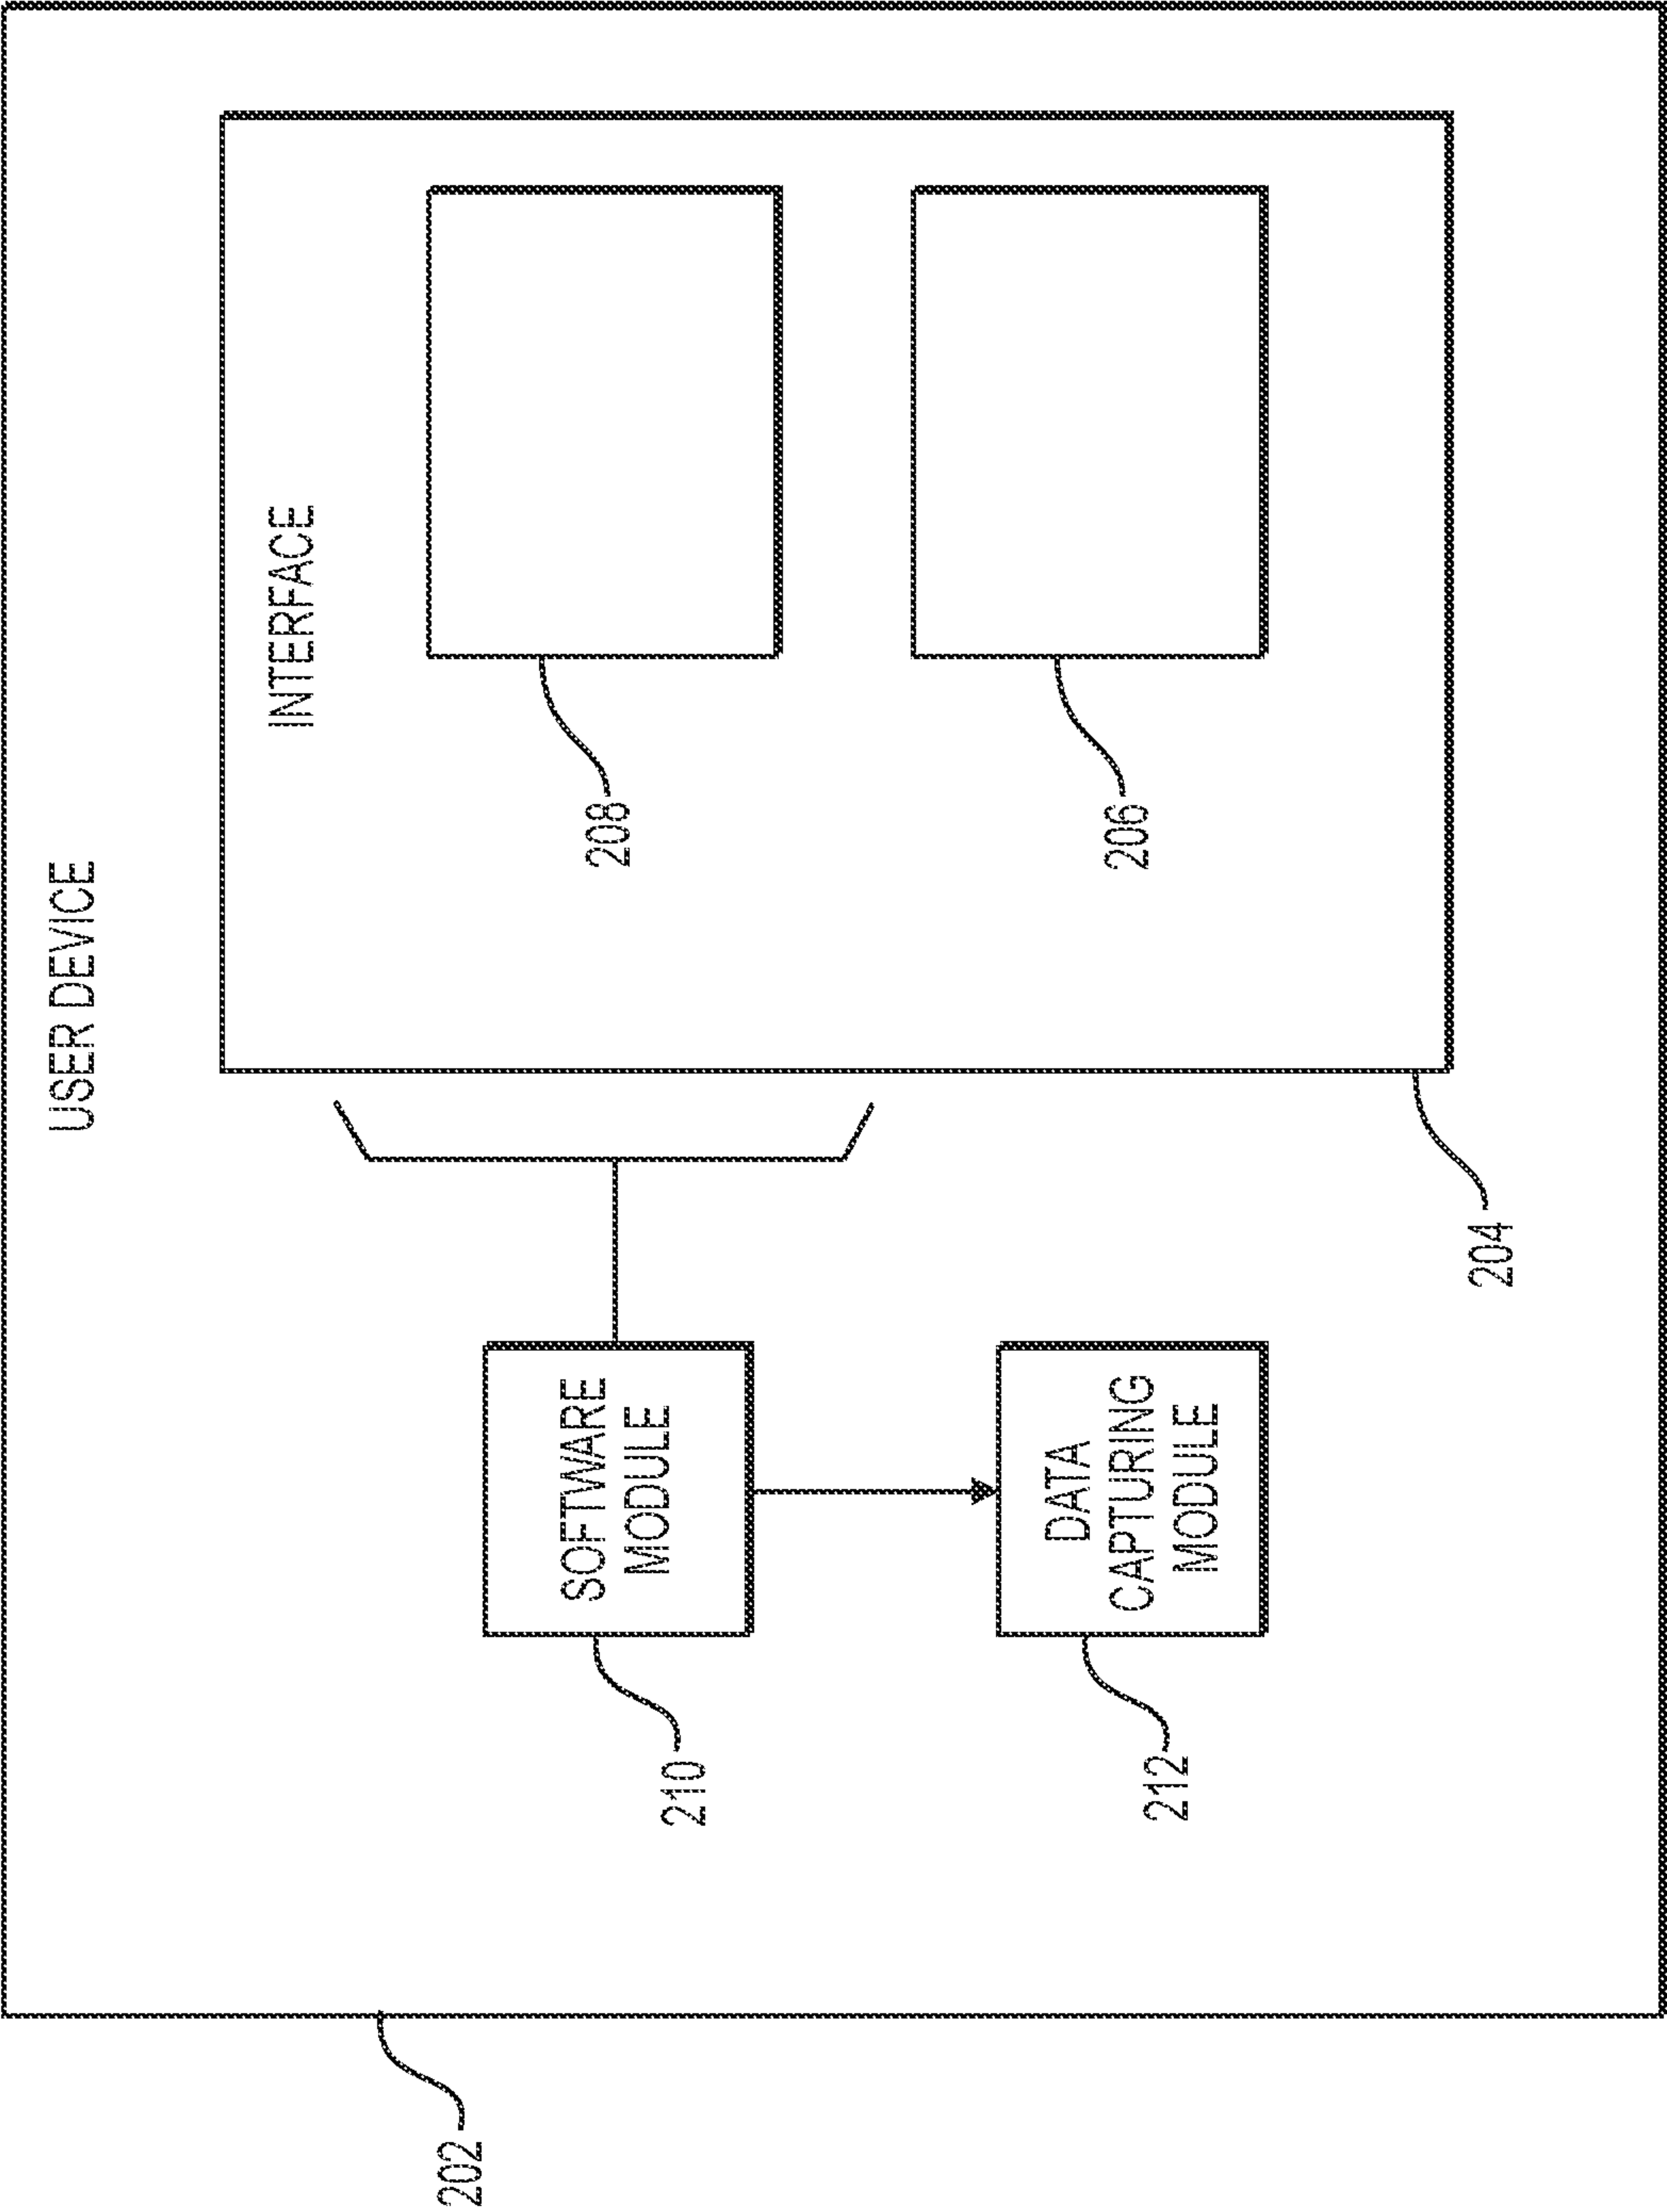 USER DEVICE
INTERFACE
208
206
204
SOFTWARE
MODULE
210
DATA
CAPTURING
MODULE
212
202